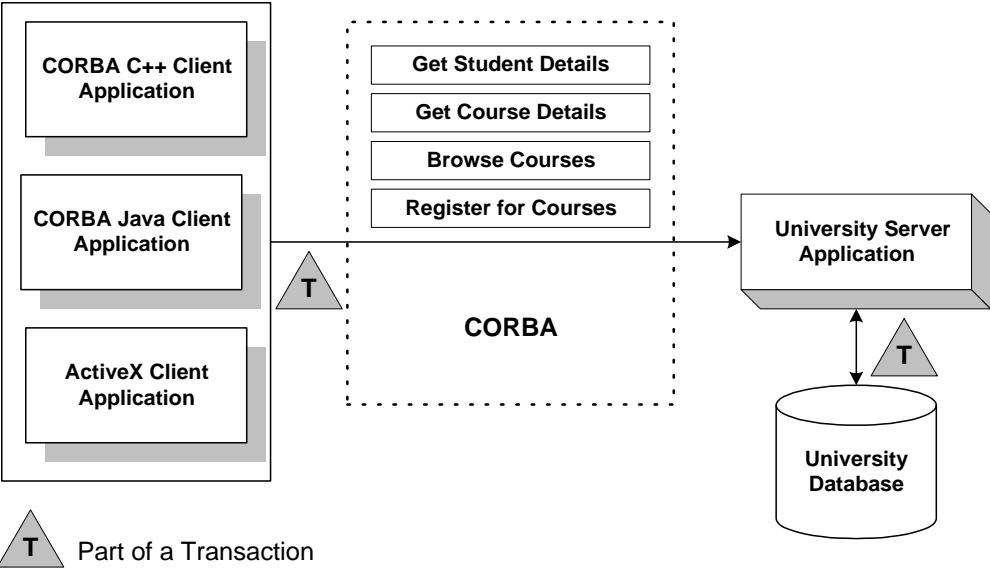 CORBA C++ Client
Application
CORBA Java Client
Application
ActiveX Client
Application
Get Student Details
Get Course Details
Browse Courses
Register for Courses
T
CORBA
University Server
Application
T
University
Database
T
Part of a Transaction